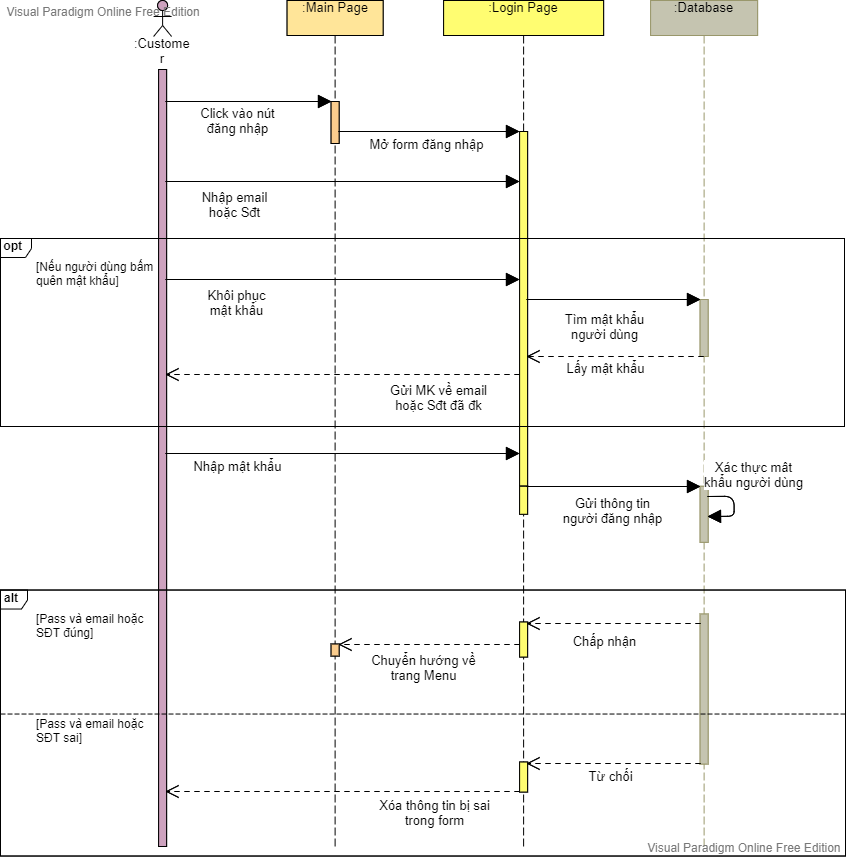 Visual Paradigm Online Free Edition
:Custome
r
:Main Page
:Login Page
:Database
Click vào nút
đăng nhập
Mở form đăng nhập
Nhập email
hoặc Sđt
opt
[Nếu người dùng bấm
quên mật khẩu]
Khôi phục
mật khẩu
Tìm mật khẩu
người dùng
Lấy mật khẩu
Gửi MK về email
hoặc Sđt đã đk
Nhập mật khẩu
Xác thực mât
khẩu người dùng
Gửi thông tin
người đăng nhập
alt
[Pass và email hoặc
SĐT đúng]
Chấp nhận
Chuyển hướng về
trang Menu
[Pass và email hoặc
SĐT sai]
Từ chối
Xóa thông tin bị sai
trong form
Visual Paradigm Online Free Edition